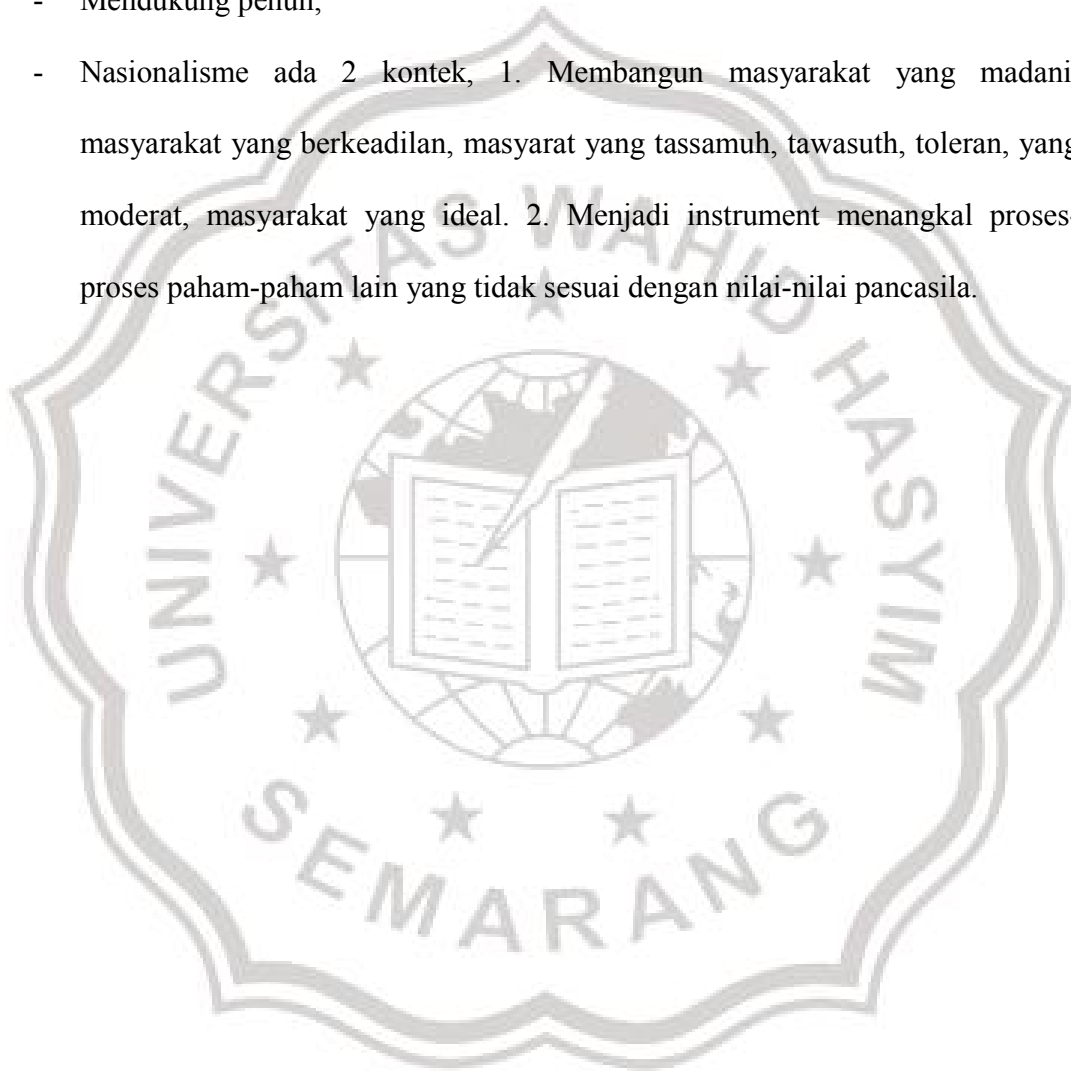 - Mendukung penuh;
- Nasionalisme ada 2 kontek, 1. Membangun masyarakat yang madani
masyarakat yang berkeadilan, masyarat yang tassamuh, tawasuth, toleran, yang
moderat, masyarakat yang ideal. 2. Menjadi instrument menangkal proses-
proses paham-paham lain yang tidak sesuai dengan nilai-nilai pancasila.
UNIVERSITAS WAHID HASYIM
SEMARANG